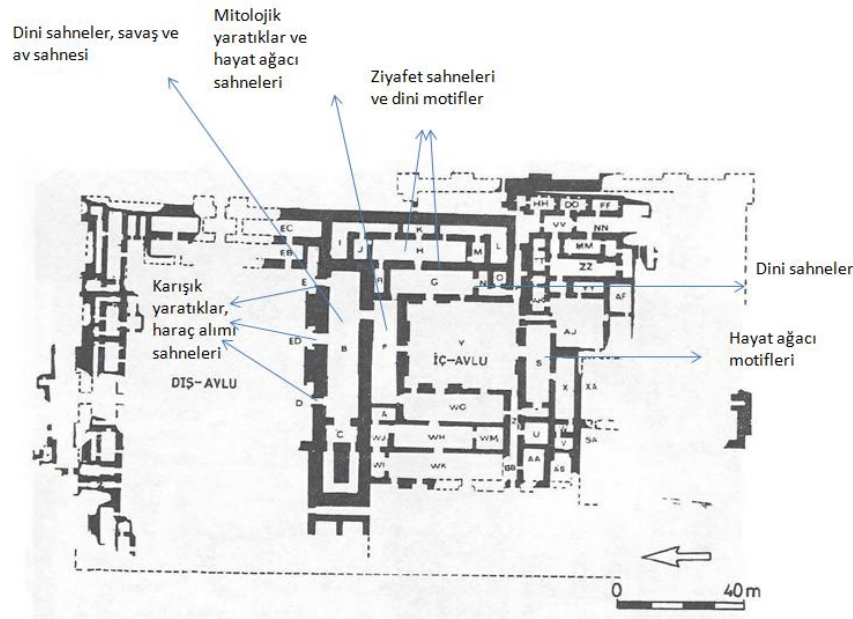 Dini sahneler, savaş ve
av sahnesi
Mitolojik
yaratıklar ve
hayat ağacı
sahneleri
Ziyafet sahneleri
ve dini motifler
Karışık
yaratıklar,
haraç alımı
sahneleri
Dini sahneler
Hayat ağacı
motifleri
DIŞ-AVLU
Y
İÇ-AVLU
EC
EB
E
ED
D
B
C
I
J
H
K
M
L
R
G
N
O
F
A
WG
WJ
WH
WM
WI
WK
Z
BB
S
U
V
AA
AS
X
XA
SA
AJ
AF
YY
ZZ
MM
NN
VV
HH
DD
FF
0
40 m